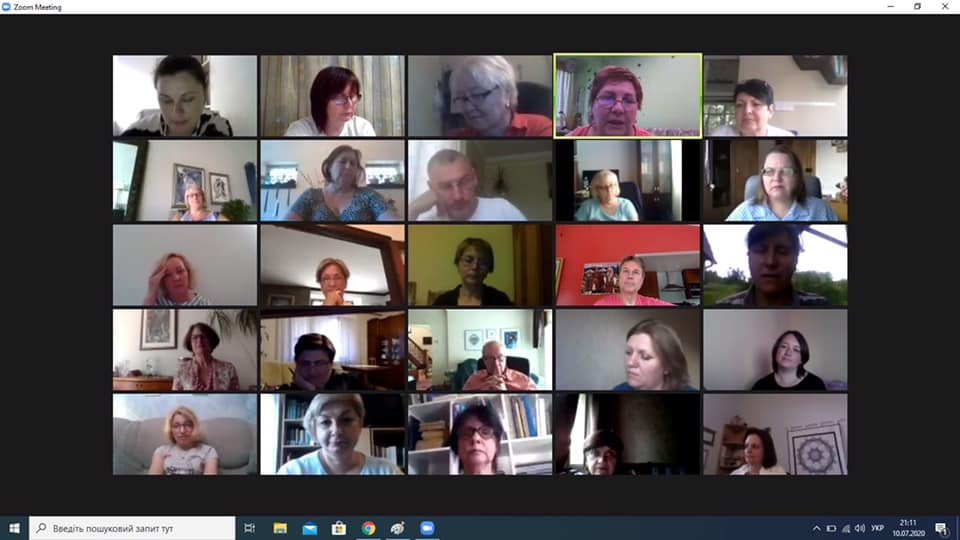 Zoom Meeting
Введіть пошуковий запит тут
УКР
21:11
10.07.2020